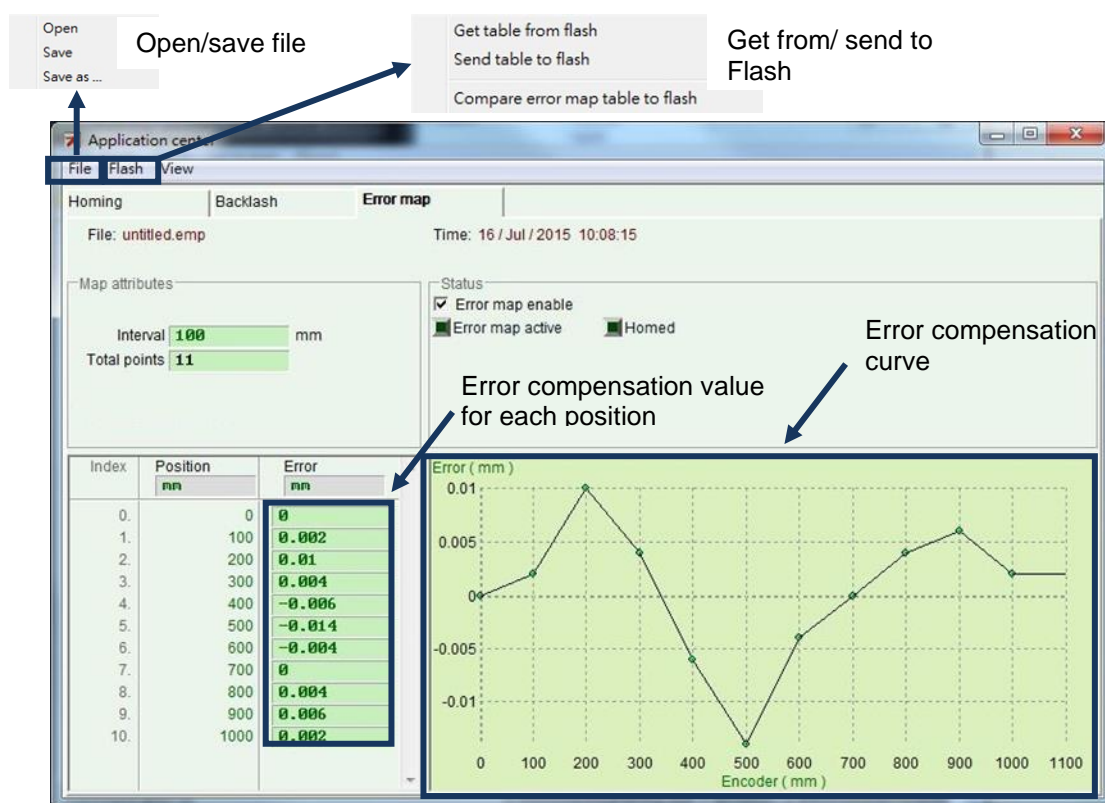 Open
Save
Save as ...
Open/save file
Get table from flash
Send table to flash
Compare error map table to flash
Get from/ send to
Flash
Application center
File Flash View
Homing Backlash Error map
File: untitled.emp Time: 16 / Jul / 2015 10:08:15
Map attributes
Interval 100 mm
Total points 11
Status
Error map enable
Error map active Homed
Error compensation
curve
Error compensation value
for each position
Index Position Error
mm mm
0. 0 0
1. 100 0.002
2. 200 0.01
3. 300 0.004
4. 400 -0.006
5. 500 -0.014
6. 600 -0.004
7. 700 0
8. 800 0.004
9. 900 0.006
10. 1000 0.002
Error ( mm )
0.01
0.005
0
-0.005
-0.01
0 100 200 300 400 500 600 700 800 900 1000 1100
Encoder ( mm )